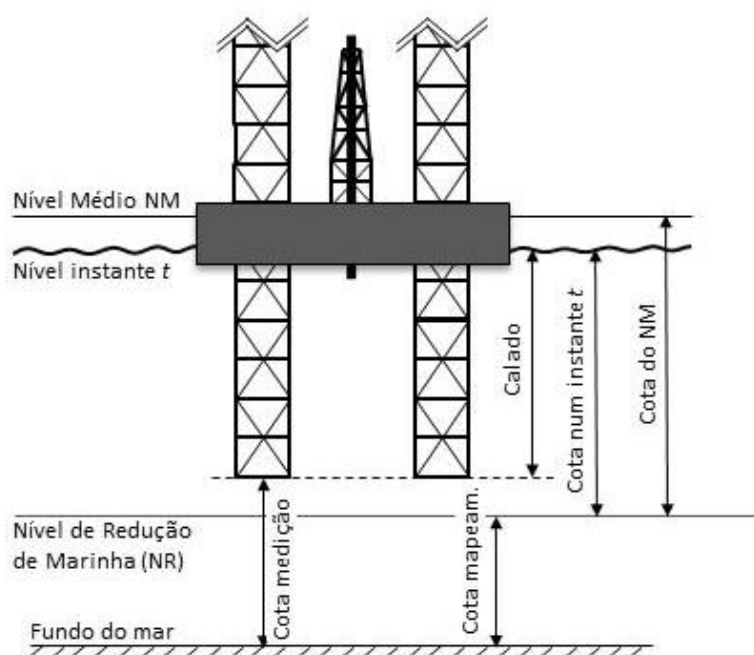 Nível Médio NM
Nível instante t
Calado
Cota num instante t
Cota do NM
Cota medição
Cota mapeam.
Nível de Redução
de Marinha (NR)
Fundo do mar